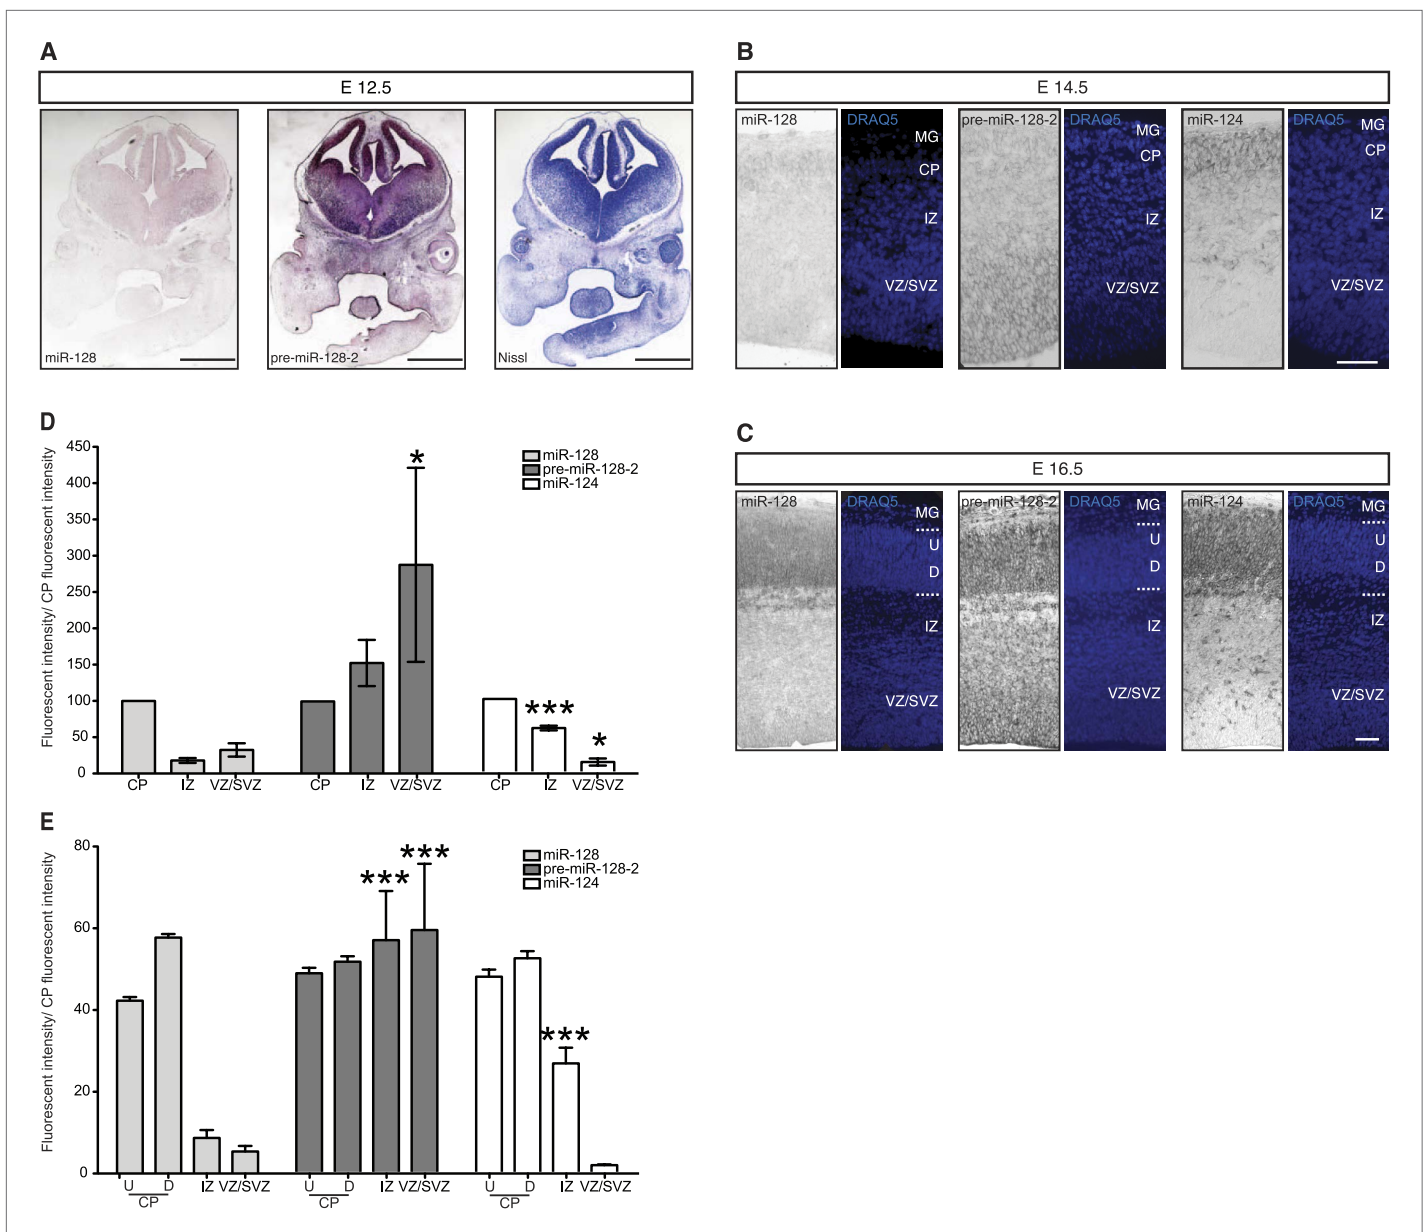 A
E 12.5
miR-128
pre-miR-128-2
Nissl
B
E 14.5
miR-128
DRAQ5
MG
CP
IZ
VZ/SVZ
pre-miR-128-2
DRAQ5
MG
CP
IZ
VZ/SVZ
miR-124
DRAQ5
MG
CP
IZ
VZ/SVZ
C
E 16.5
miR-128
DRAQ5
MG
U
D
IZ
VZ/SVZ
pre-miR-128-2
DRAQ5
MG
U
D
IZ
VZ/SVZ
miR-124
DRAQ5
MG
U
D
IZ
VZ/SVZ
D
Fluorescent intensity/ CP fluorescent intensity
450
400
350
300
250
200
150
100
50
0
miR-128
pre-miR-128-2
miR-124
*
***
*
CP IZ VZ/SVZ CP IZ VZ/SVZ CP IZ VZ/SVZ
E
Fluorescent intensity/ CP fluorescent intensity
80
60
40
20
0
miR-128
pre-miR-128-2
miR-124
***
***
***
U D IZ VZ/SVZ U D IZ VZ/SVZ U D IZ VZ/SVZ
CP CP CP